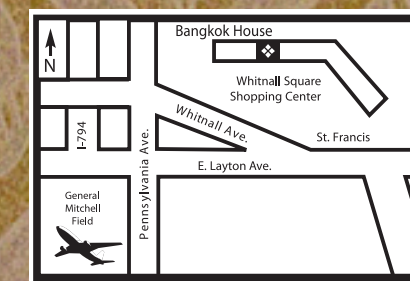 Bangkok House
N
Whitnall Square
Shopping Center
Whitnall Ave.
I-794
St. Francis
Pennsylvania Ave.
E. Layton Ave.
General
Mitchell
Field